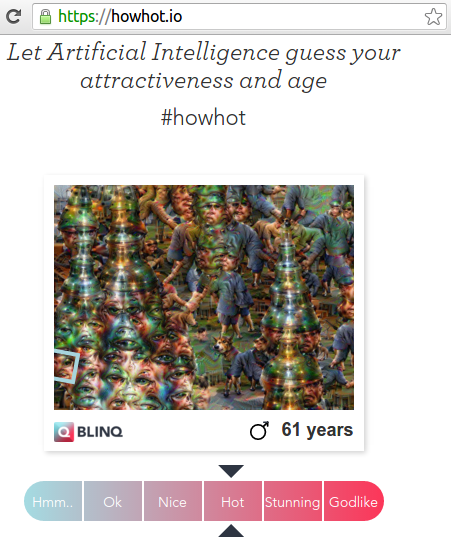 https://howhot.io
Let Artificial Intelligence guess your
attractiveness and age
#howhot
BLINQ
61 years
Hmm..
Ok
Nice
Hot
Stunning
Godlike